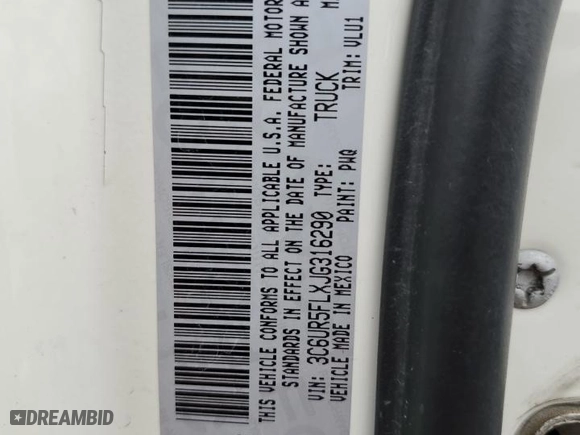 THIS VEHICLE CONFORMS TO ALL APPLICABLE U.S.A. FEDERAL MOTOR
STANDARDS IN EFFECT ON THE DATE OF MANUFACTURE SHOWN
VIN: 3C6UR5FLXJG316290 TYPE: TRUCK
VEHICLE MADE IN MEXICO PAINT: PWQ TRIM: VLU1
DREAMBID